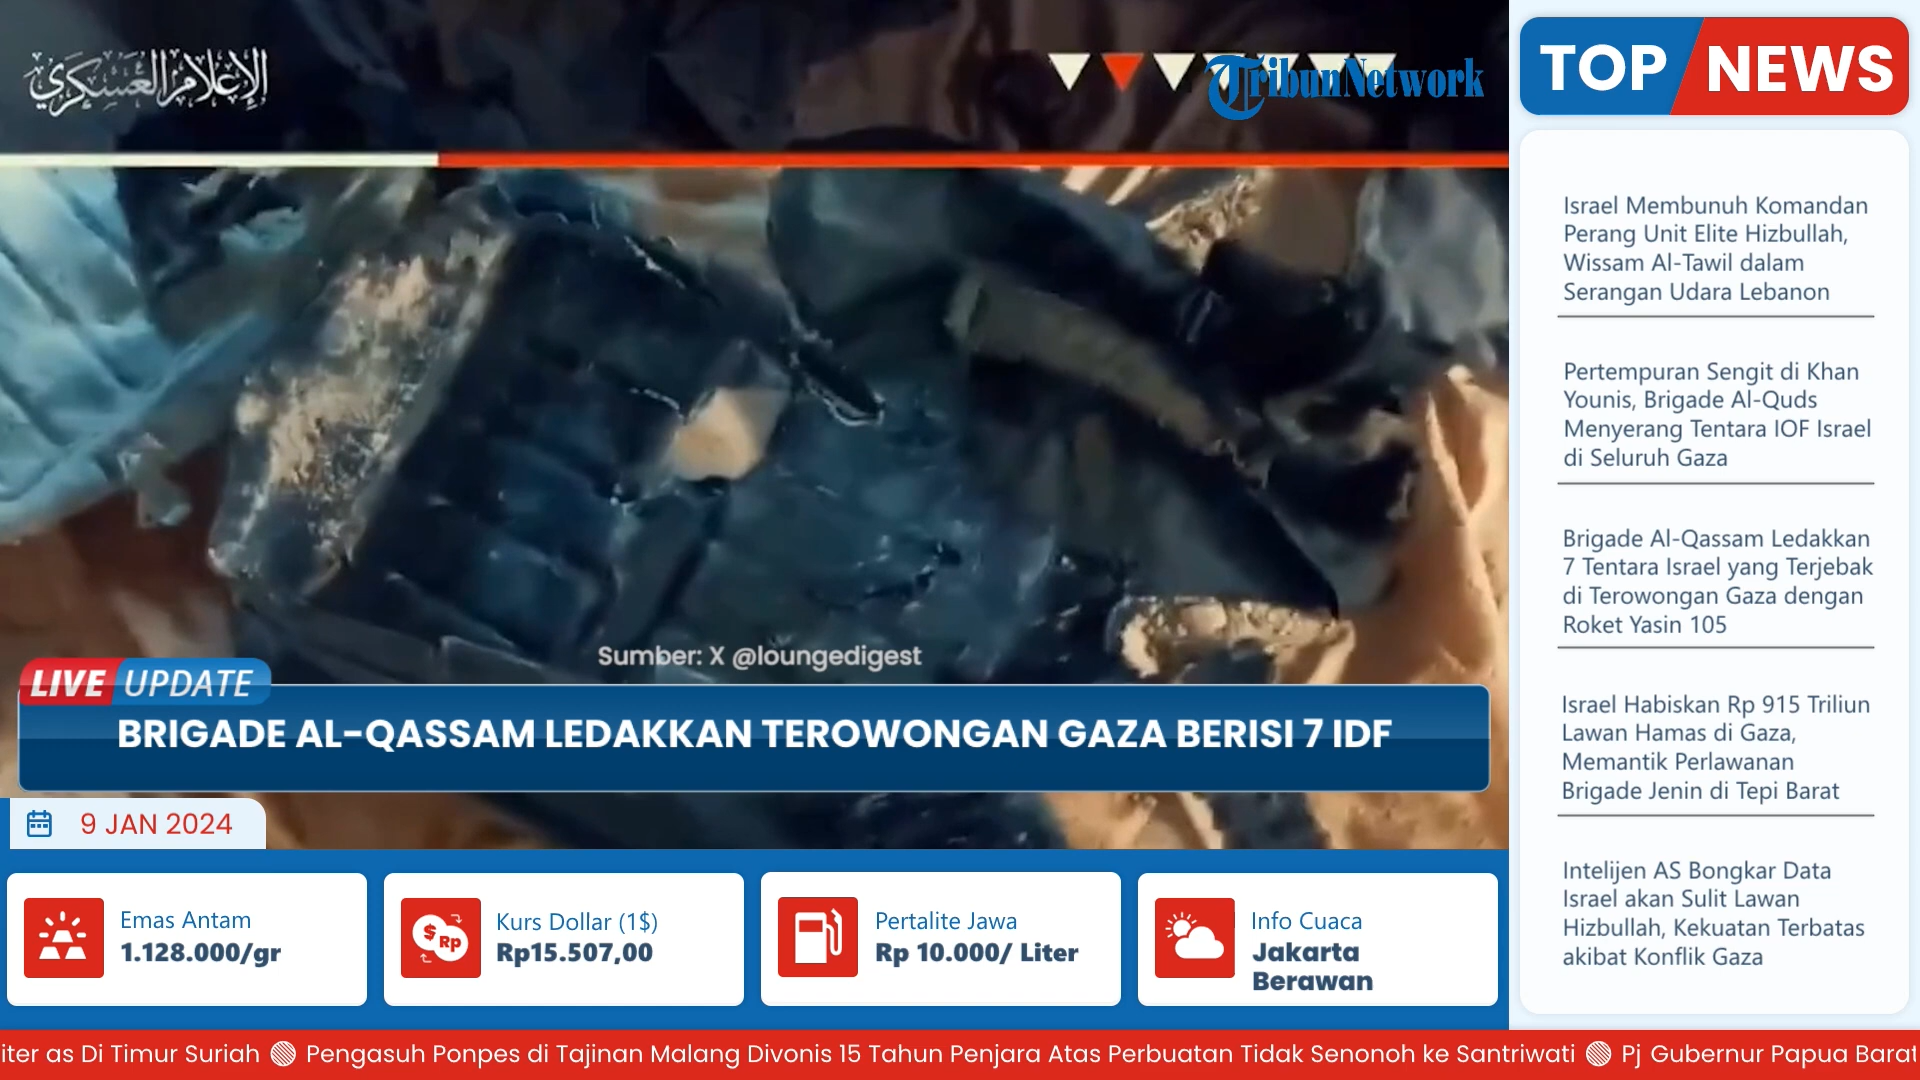 الإعلام العسكري
TribunNetwork
TOP NEWS
Israel Membunuh Komandan
Perang Unit Elite Hizbullah,
Wissam Al-Tawil dalam
Serangan Udara Lebanon
Pertempuran Sengit di Khan
Younis, Brigade Al-Quds
Menyerang Tentara IOF Israel
di Seluruh Gaza
Brigade Al-Qassam Ledakkan
7 Tentara Israel yang Terjebak
di Terowongan Gaza dengan
Roket Yasin 105
Israel Habiskan Rp 915 Triliun
Lawan Hamas di Gaza,
Memantik Perlawanan
Brigade Jenin di Tepi Barat
Intelijen AS Bongkar Data
Israel akan Sulit Lawan
Hizbullah, Kekuatan Terbatas
akibat Konflik Gaza
Sumber: X @loungedigest
LIVE UPDATE
BRIGADE AL-QASSAM LEDAKKAN TEROWONGAN GAZA BERISI 7 IDF
9 JAN 2024
Emas Antam
1.128.000/gr
Kurs Dollar (1$)
Rp15.507,00
Pertalite Jawa
Rp 10.000/ Liter
Info Cuaca
Jakarta
Berawan
iter as Di Timur Suriah Pengasuh Ponpes di Tajinan Malang Divonis 15 Tahun Penjara Atas Perbuatan Tidak Senonoh ke Santriwati Pj Gubernur Papua Barat